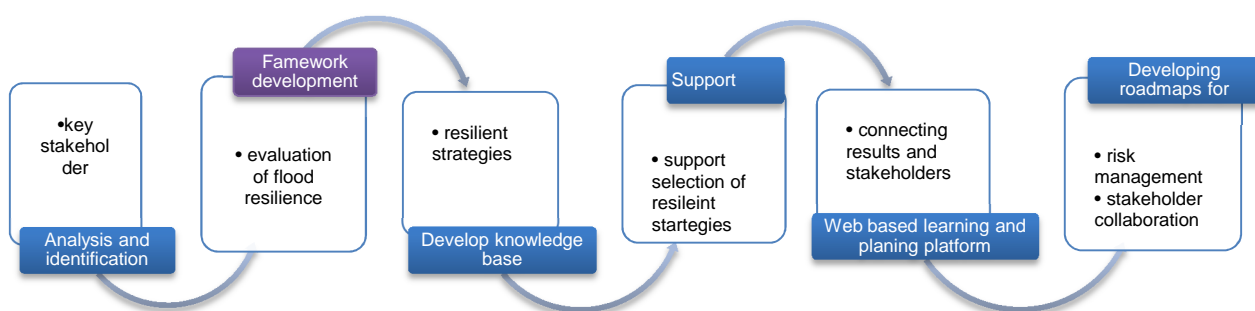 •key
stakehol
der
Analysis and
identification
Famework
development
• evaluation
of flood
resilience
• resilient
strategies
Develop knowledge
base
Support
• support
selection of
resileint
startegies
• connecting
results and
stakeholders
Web based learning and
planing platform
Developing
roadmaps for
• risk
management
• stakeholder
collaboration